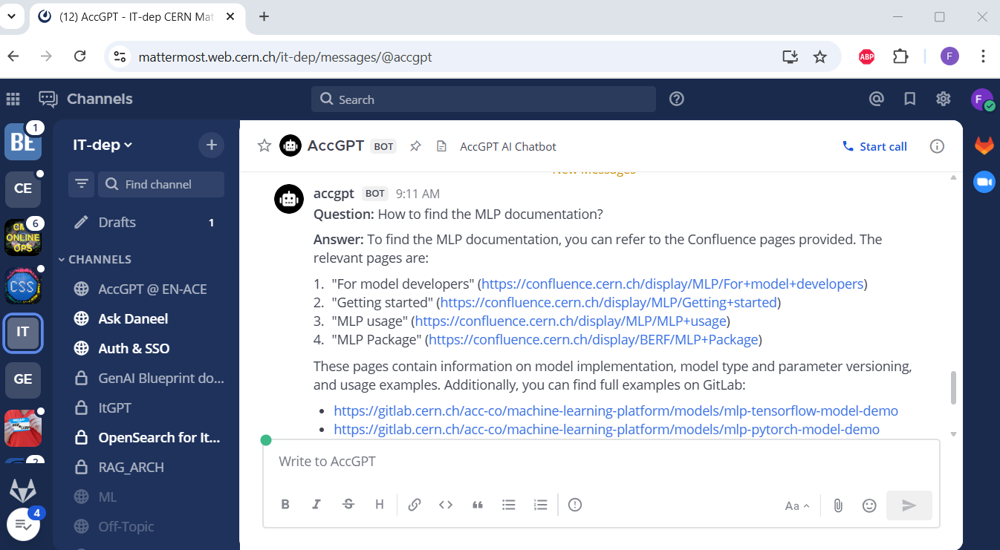 (12) AccGPT - IT-dep CERN Mat
mattermost.web.cern.ch/it-dep/messages/@accgpt
ABP
F
Channels
Search
F
BE
1
CE
6
ONLINE
OPS
CSS
IT
GE
2
4
IT-dep
Find channel
Drafts 1
CHANNELS
AccGPT @ EN-ACE
Ask Daneel
Auth & SSO
GenAI Blueprint do...
ItGPT
OpenSearch for It...
RAG_ARCH
ML
Off-Topic
AccGPT BOT AccGPT AI Chatbot Start call
New Messages
accgpt BOT 9:11 AM
Question: How to find the MLP documentation?
Answer: To find the MLP documentation, you can refer to the Confluence pages provided. The
relevant pages are:
1. "For model developers" (https://confluence.cern.ch/display/MLP/For+model+developers)
2. "Getting started" (https://confluence.cern.ch/display/MLP/Getting+started)
3. "MLP usage" (https://confluence.cern.ch/display/MLP/MLP+usage)
4. "MLP Package" (https://confluence.cern.ch/display/BERF/MLP+Package)
These pages contain information on model implementation, model type and parameter versioning,
and usage examples. Additionally, you can find full examples on GitLab:
• https://gitlab.cern.ch/acc-co/machine-learning-platform/models/mlp-tensorflow-model-demo
• https://gitlab.cern.ch/acc-co/machine-learning-platform/models/mlp-pytorch-model-demo
Write to AccGPT
B I S H Aa